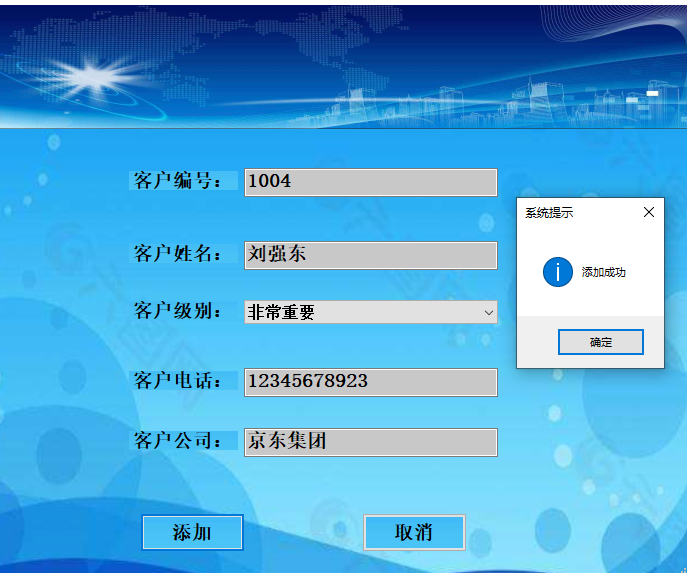 客户编号： 1004
系统提示
客户姓名： 刘强东
添加成功
客户级别： 非常重要
确定
客户电话： 12345678923
客户公司： 京东集团
添加 取消